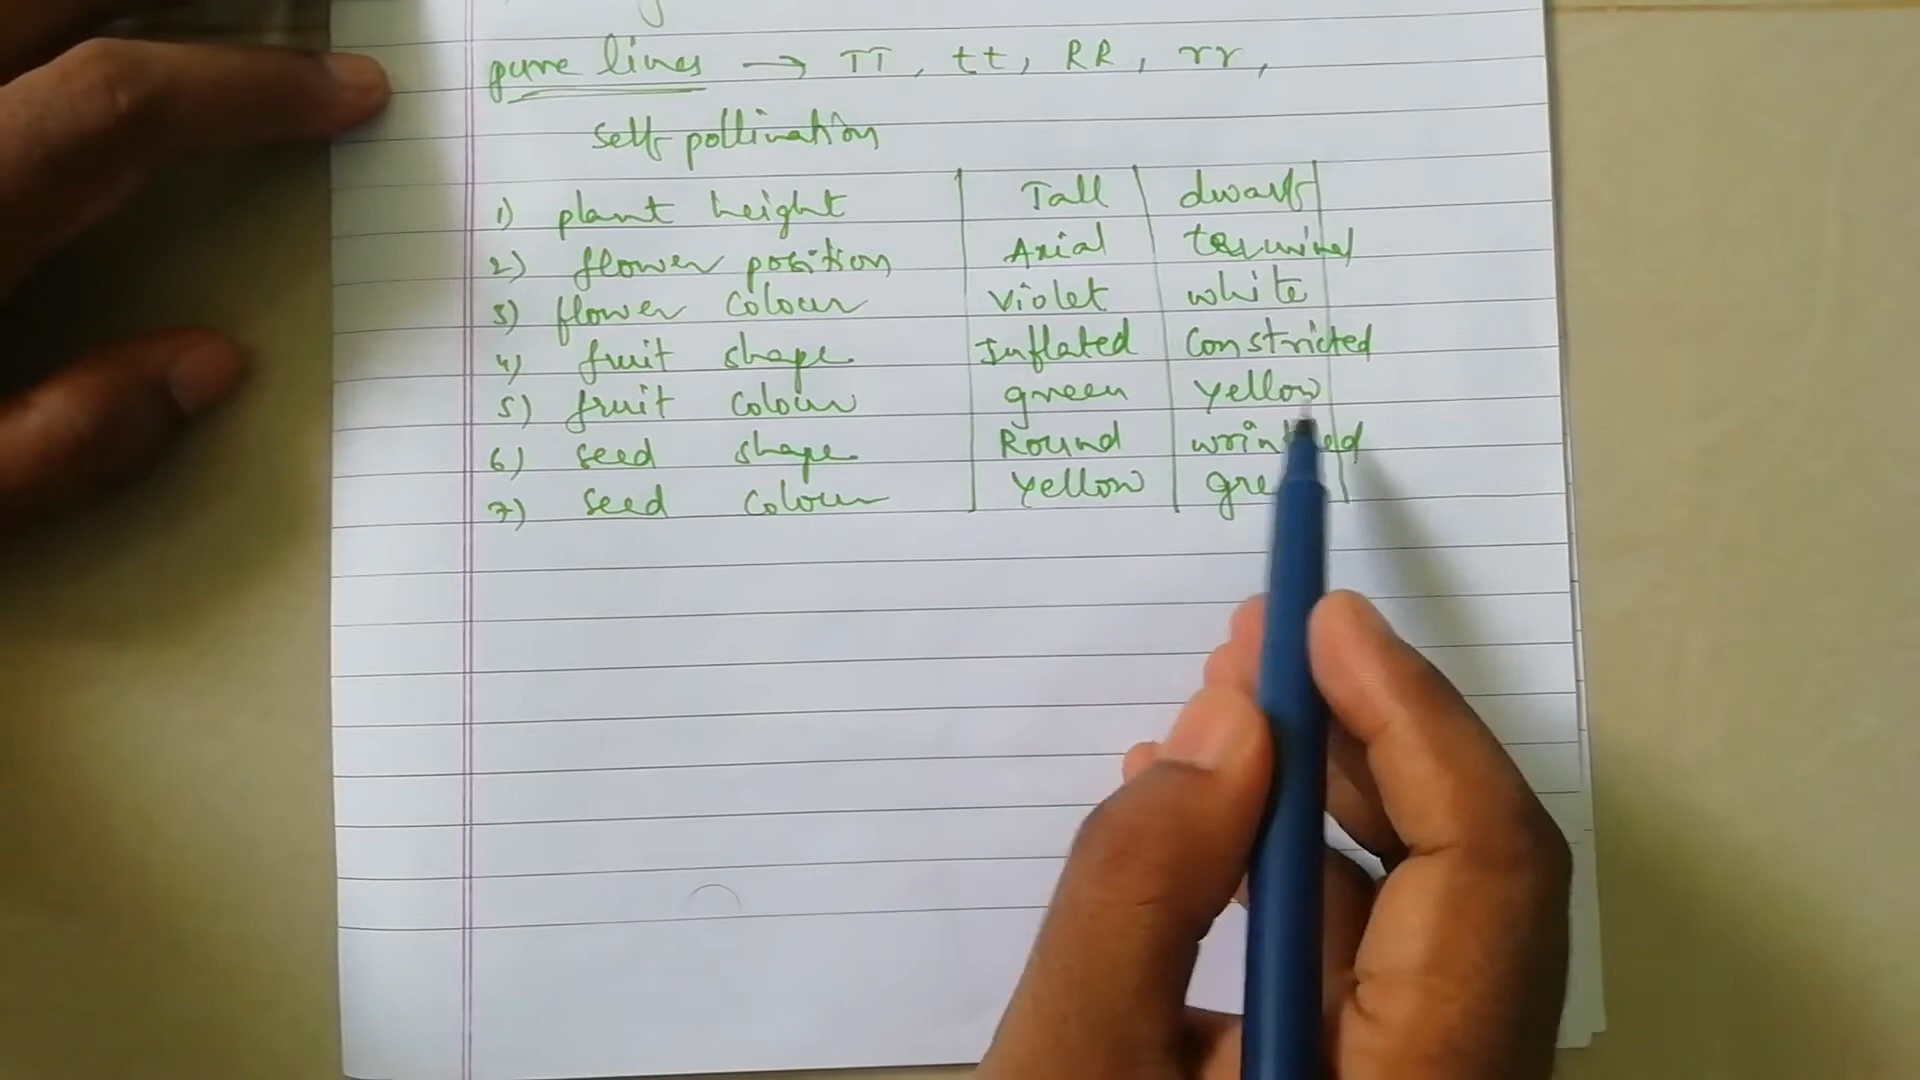 pure lines → TT, tt, RR, rr,
self pollination
1) plant height Tall dwarf
2) flower position Axial terminal
3) flower colour violet white
4) fruit shape Inflated Constricted
5) fruit colour green yellow
6) seed shape Round
7) seed colour yellow